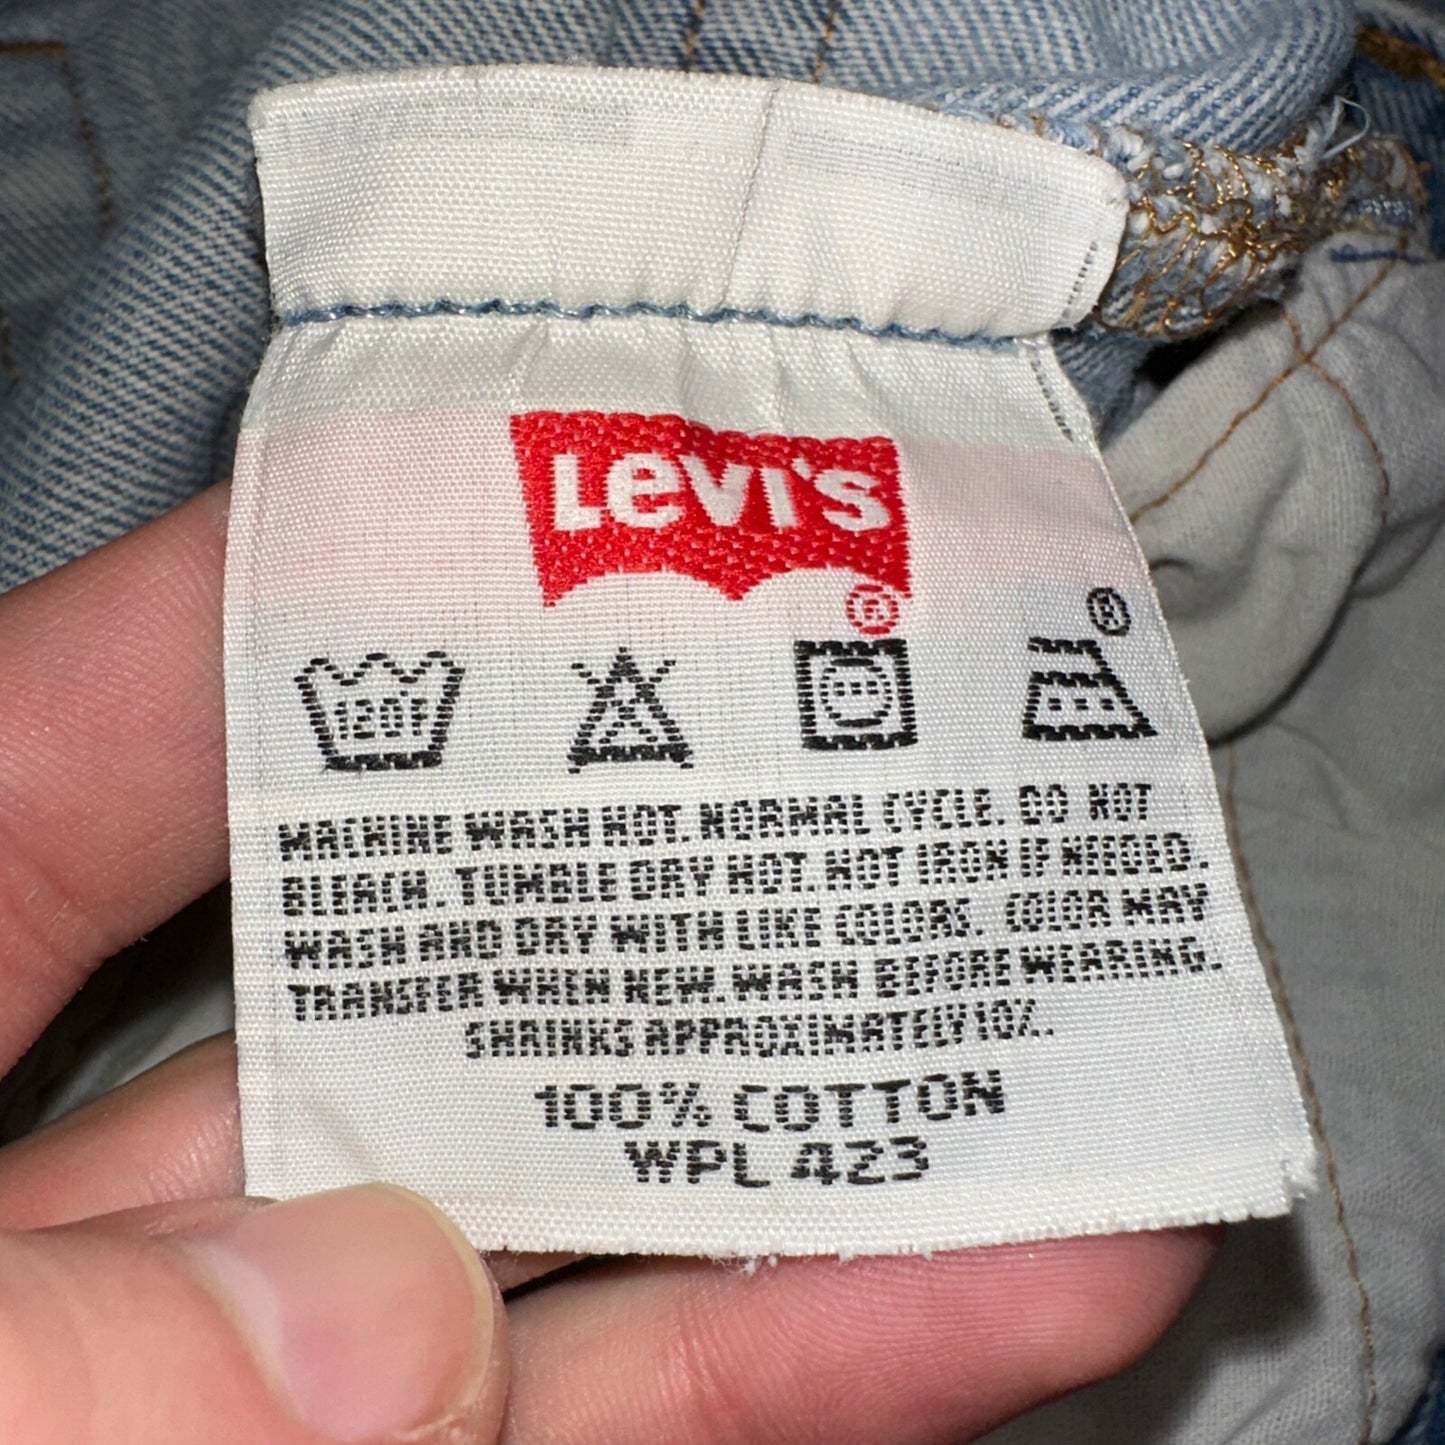 Levi's
®
®
120F
MACHINE WASH HOT. NORMAL CYCLE. DO NOT
BLEACH. TUMBLE DRY HOT. HOT IRON IF NEEDED.
WASH AND DRY WITH LIKE COLORS. COLOR MAY
TRANSFER WHEN NEW. WASH BEFORE WEARING.
SHRINKS APPROXIMATELY 10%.
100% COTTON
WPL 423